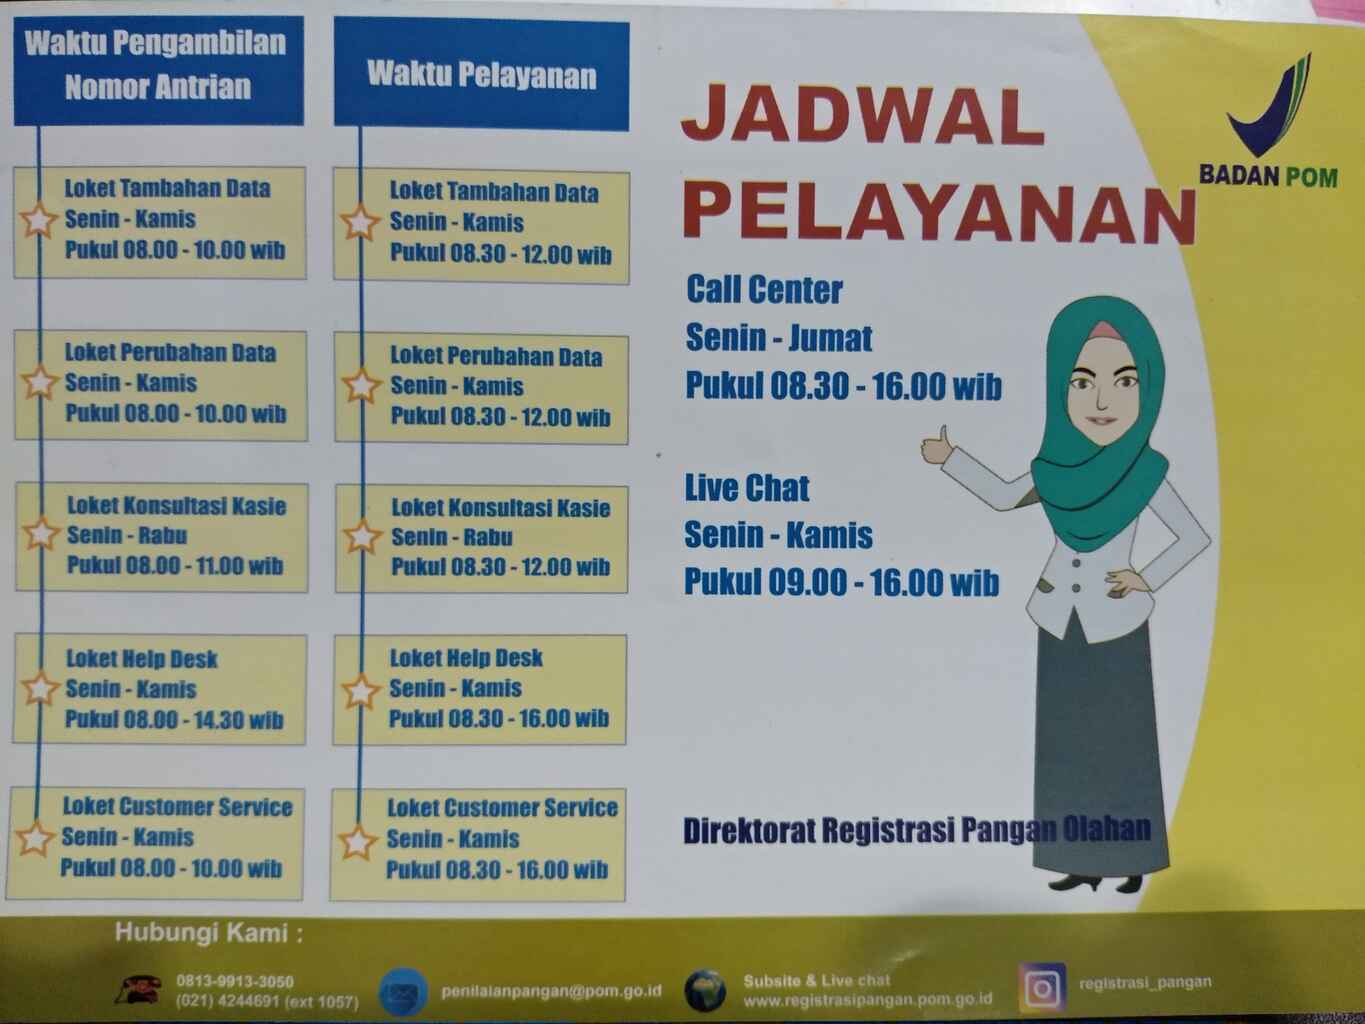 Waktu Pengambilan
Nomor Antrian
Loket Tambahan Data
Senin - Kamis
Pukul 08.00 - 10.00 wib
Loket Perubahan Data
Senin - Kamis
Pukul 08.00 - 10.00 wib
Loket Konsultasi Kasie
Senin - Rabu
Pukul 08.00 - 11.00 wib
Loket Help Desk
Senin - Kamis
Pukul 08.00 - 14.30 wib
Loket Customer Service
Senin - Kamis
Pukul 08.00 - 10.00 wib
Waktu Pelayanan
Loket Tambahan Data
Senin - Kamis
Pukul 08.30 - 12.00 wib
Loket Perubahan Data
Senin - Kamis
Pukul 08.30 - 12.00 wib
Loket Konsultasi Kasie
Senin - Rabu
Pukul 08.30 - 12.00 wib
Loket Help Desk
Senin - Kamis
Pukul 08.30 - 16.00 wib
Loket Customer Service
Senin - Kamis
Pukul 08.30 - 16.00 wib
JADWAL
PELAYANAN
BADAN POM
Call Center
Senin - Jumat
Pukul 08.30 - 16.00 wib
Live Chat
Senin - Kamis
Pukul 09.00 - 16.00 wib
Direktorat Registrasi Pangan Olahan
Hubungi Kami :
0813-9913-3050
(021) 4244691 (ext 1057)
penilaianpangan@pom.go.id
Subsite & Live chat
www.registrasipangan.pom.go.id
registrasi_pangan